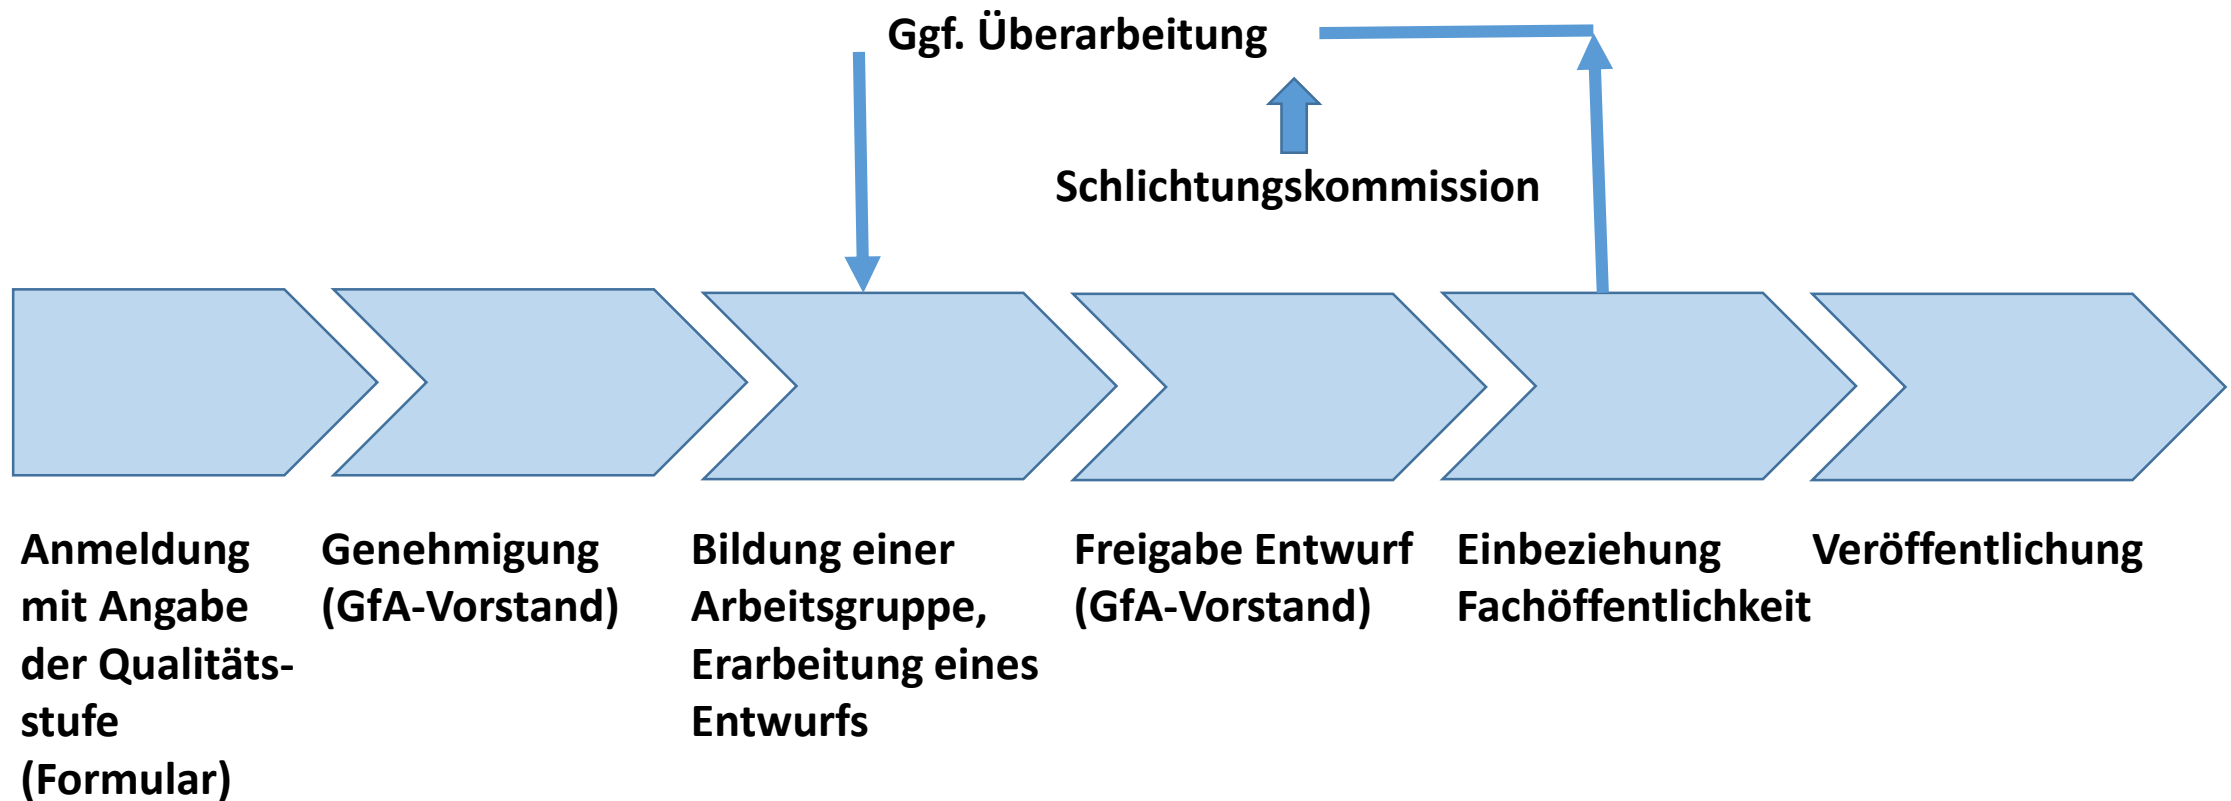 Ggf. Überarbeitung
Schlichtungskommission
Anmeldung
mit Angabe
der Qualitäts-
stufe
(Formular)
Genehmigung
(GfA-Vorstand)
Bildung einer
Arbeitsgruppe,
Erarbeitung eines
Entwurfs
Freigabe Entwurf
(GfA-Vorstand)
Einbeziehung
Fachöffentlichkeit
Veröffentlichung